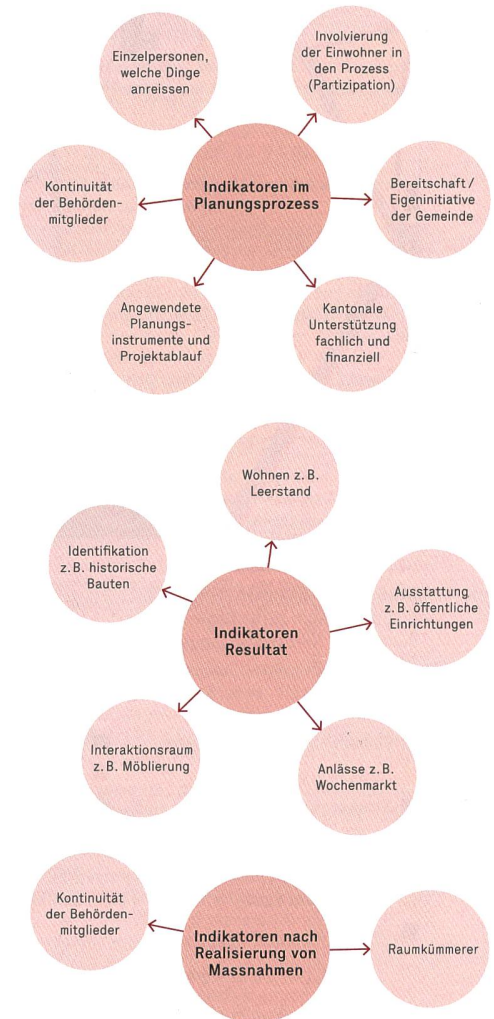 Einzelpersonen,
welche Dinge
anreissen
Involvierung
der Einwohner in
den Prozess
(Partizipation)
Kontinuität
der Behörden-
mitglieder
Indikatoren im
Planungsprozess
Bereitschaft /
Eigeninitiative
der Gemeinde
Angewendete
Planungs-
instrumente und
Projektablauf
Kantonale
Unterstützung
fachlich und
finanziell
Wohnen z. B.
Leerstand
Identifikation
z. B. historische
Bauten
Ausstattung
z. B. öffentliche
Einrichtungen
Indikatoren
Resultat
Interaktionsraum
z. B. Möblierung
Anlässe z. B.
Wochenmarkt
Kontinuität
der Behörden-
mitglieder
Indikatoren nach
Realisierung von
Massnahmen
Raumkümmerer